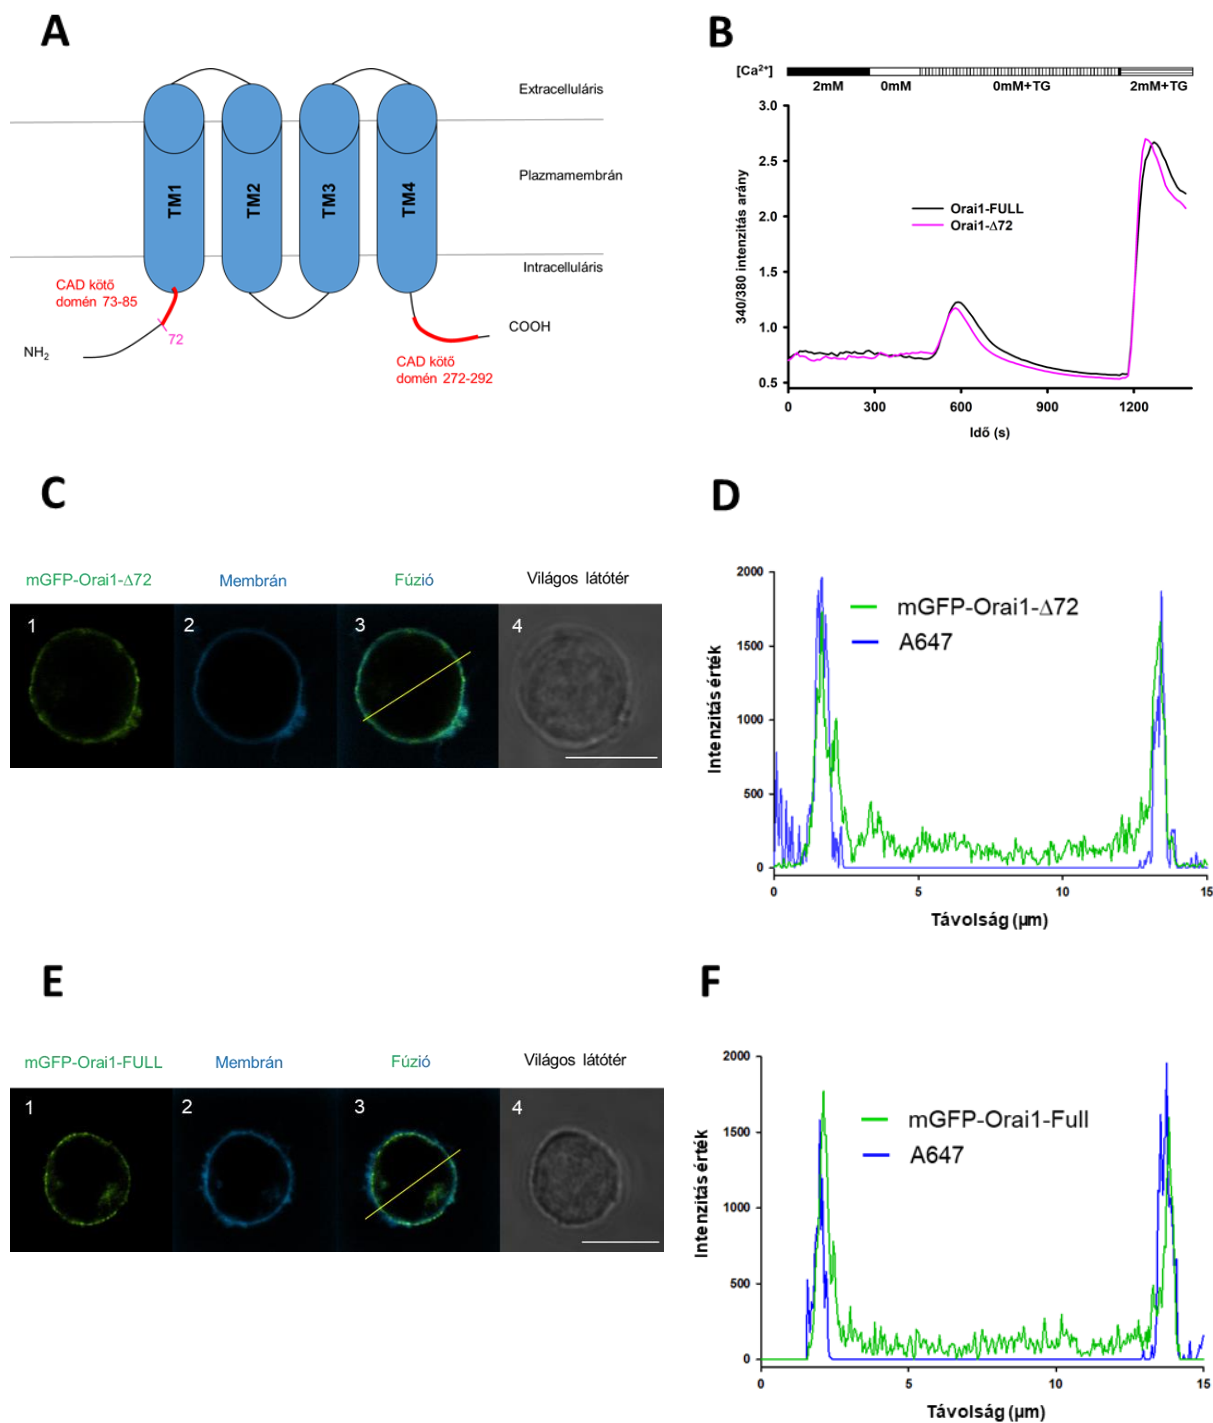 A
Extracelluláris
Plazmamembrán
Intracelluláris
TM1
TM2
TM3
TM4
CAD kötő
domén 73-85
72
NH2
COOH
CAD kötő
domén 272-292
B
[Ca²⁺]
2mM
0mM
0mM+TG
2mM+TG
3.0
2.5
2.0
1.5
1.0
0.5
340/380 intenzitás arány
Orai1-FULL
Orai1-Δ72
0
300
600
900
1200
Idő (s)
C
mGFP-Orai1-Δ72
Membrán
Fúzió
Világos látótér
1
2
3
4
D
2000
1500
1000
500
0
Intenzitás érték
mGFP-Orai1-Δ72
A647
0
5
10
15
Távolság (µm)
E
mGFP-Orai1-FULL
Membrán
Fúzió
Világos látótér
1
2
3
4
F
2000
1500
1000
500
0
Intenzitás érték
mGFP-Orai1-Full
A647
0
5
10
15
Távolság (µm)